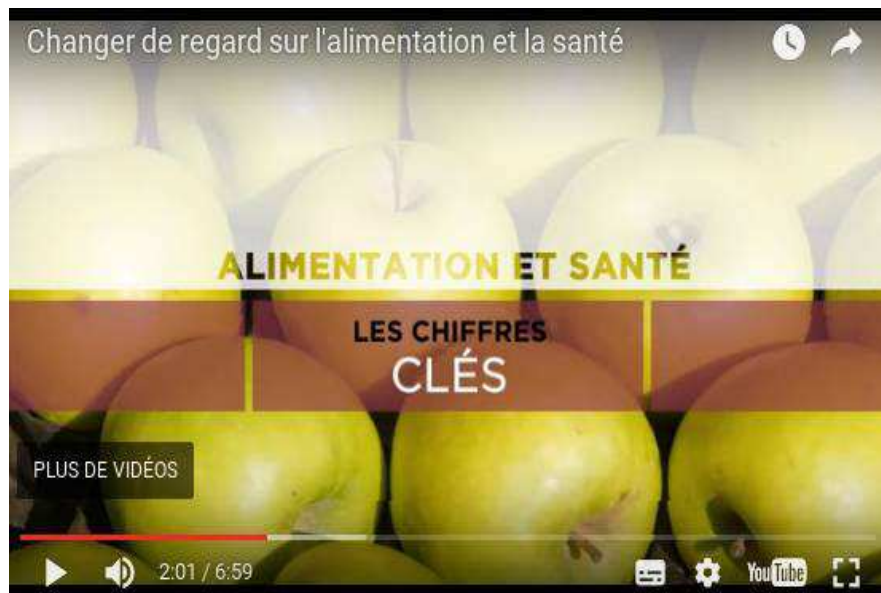 Changer de regard sur l'alimentation et la santé
ALIMENTATION ET SANTÉ
LES CHIFFRES
CLÉS
PLUS DE VIDÉOS
2:01 / 6:59
YouTube